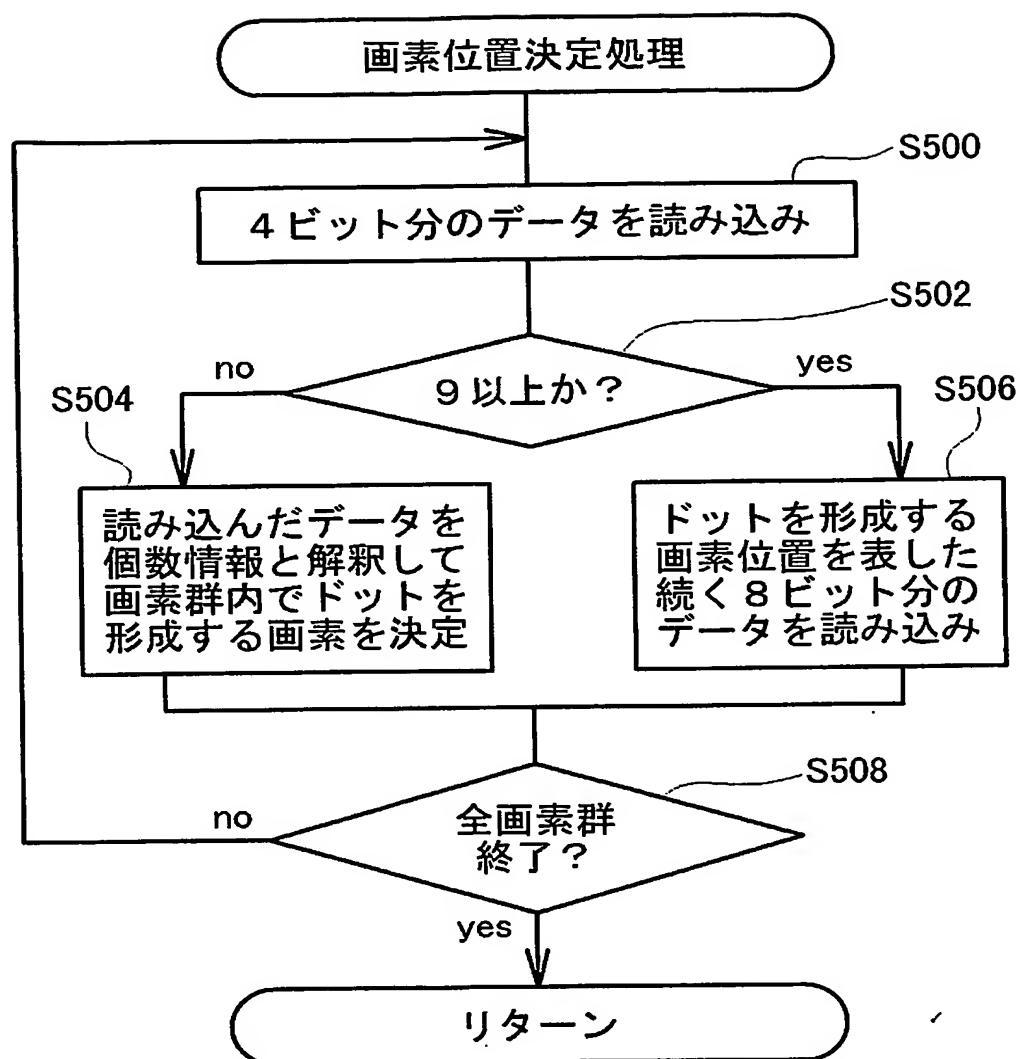 画素位置決定処理
S500
4ビット分のデータを読み込み
S502
no
9以上か？
yes
S504
S506
読み込んだデータを
個数情報と解釈して
画素群内でドットを
形成する画素を決定
ドットを形成する
画素位置を表した
続く8ビット分の
データを読み込み
S508
no
全画素群
終了？
yes
リターン